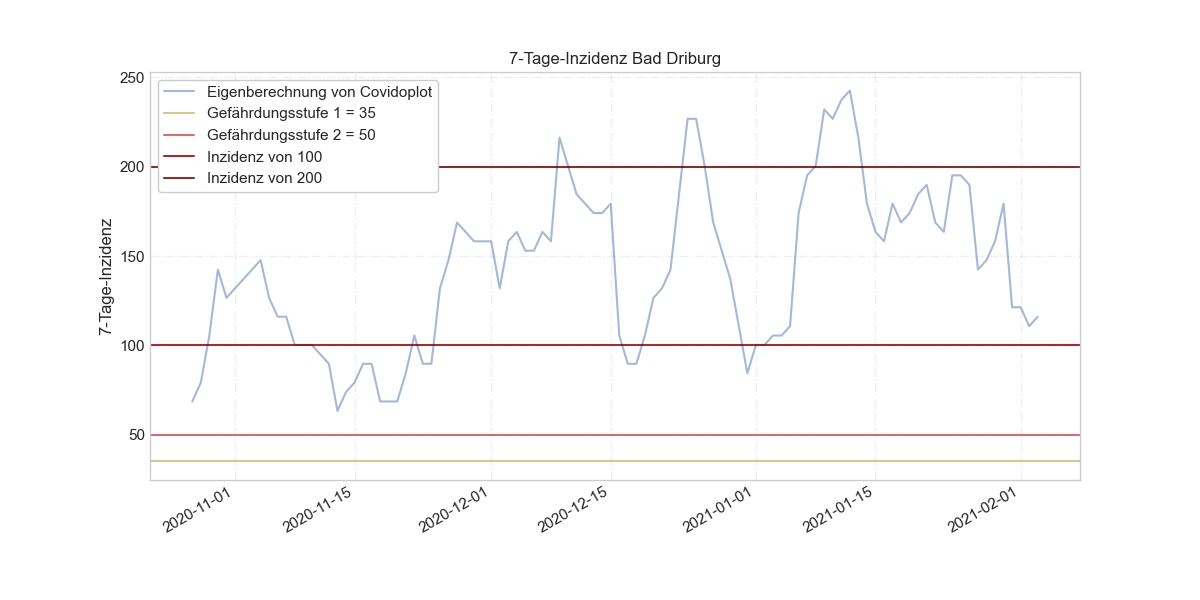 7-Tage-Inzidenz Bad Driburg
Eigenberechnung von Covidoplot
Gefährdungsstufe 1 = 35
Gefährdungsstufe 2 = 50
Inzidenz von 100
Inzidenz von 200
7-Tage-Inzidenz
250
200
150
100
50
2020-11-01
2020-11-15
2020-12-01
2020-12-15
2021-01-01
2021-01-15
2021-02-01